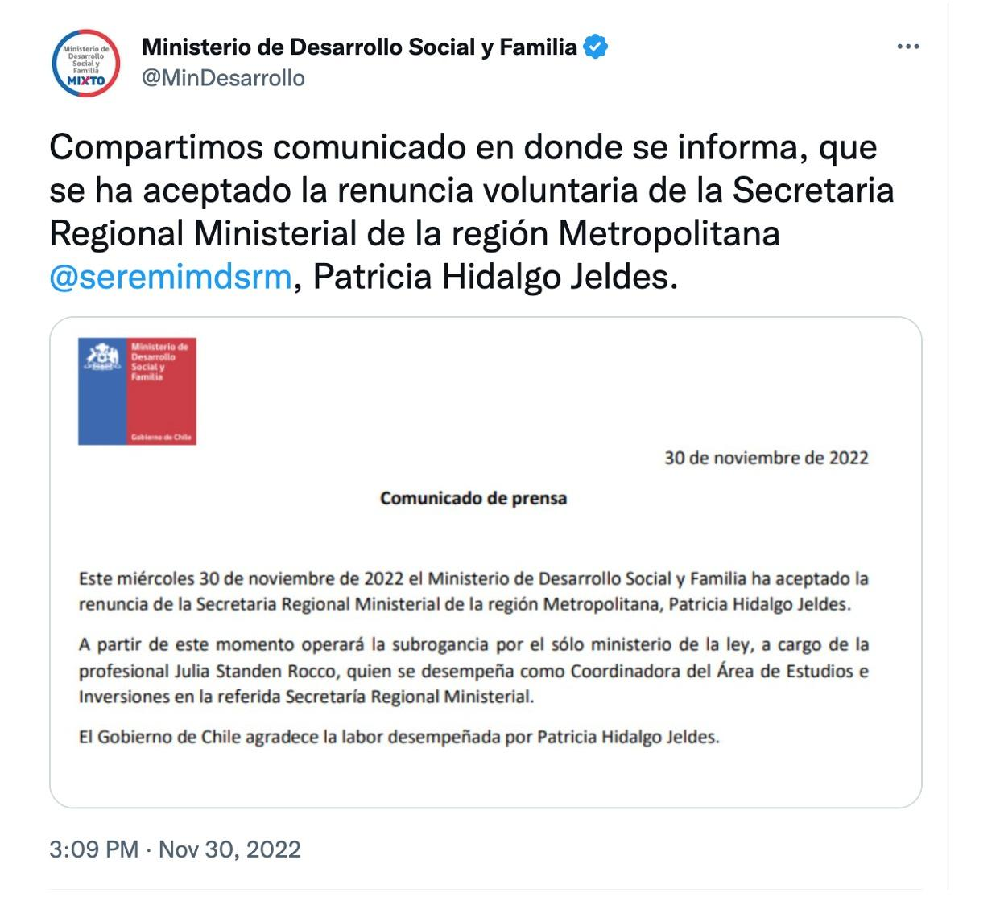 Ministerio de
Desarrollo
Social y
Familia
MIXTO
Ministerio de Desarrollo Social y Familia
@MinDesarrollo
Compartimos comunicado en donde se informa, que
se ha aceptado la renuncia voluntaria de la Secretaria
Regional Ministerial de la región Metropolitana
@seremimdsrm, Patricia Hidalgo Jeldes.
Ministerio de
Desarrollo
Social y
Familia
Gobierno de Chile
30 de noviembre de 2022
Comunicado de prensa
Este miércoles 30 de noviembre de 2022 el Ministerio de Desarrollo Social y Familia ha aceptado la
renuncia de la Secretaria Regional Ministerial de la región Metropolitana, Patricia Hidalgo Jeldes.
A partir de este momento operará la subrogancia por el sólo ministerio de la ley, a cargo de la
profesional Julia Standen Rocco, quien se desempeña como Coordinadora del Área de Estudios e
Inversiones en la referida Secretaría Regional Ministerial.
El Gobierno de Chile agradece la labor desempeñada por Patricia Hidalgo Jeldes.
3:09 PM · Nov 30, 2022